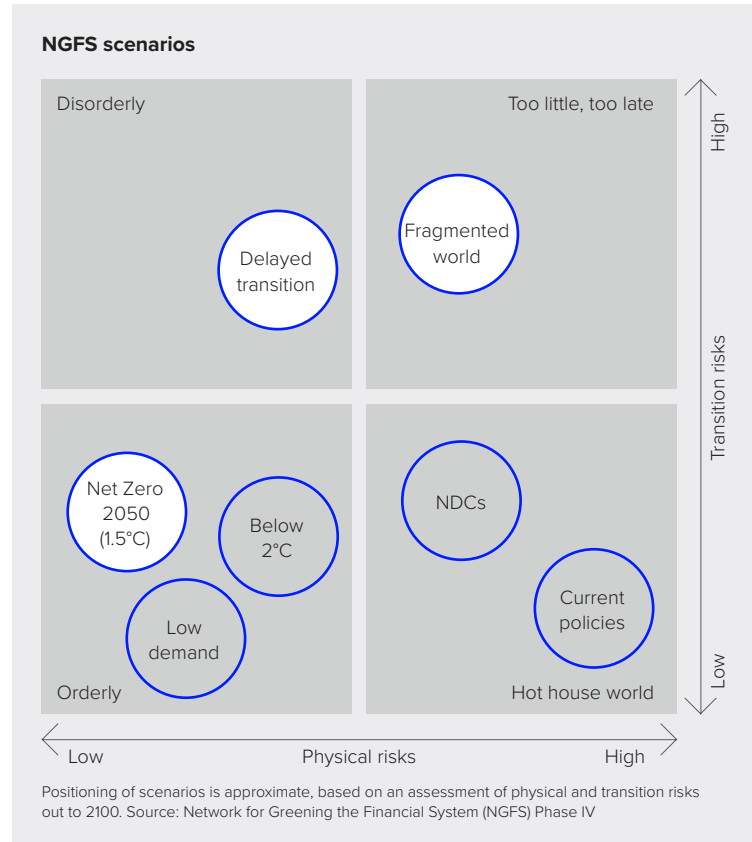 NGFS scenarios
Disorderly
Too little, too late
High
Delayed
transition
Fragmented
world
Transition risks
Net Zero
2050
(1.5°C)
Below
2°C
Low
demand
NDCs
Current
policies
Orderly
Hot house world
Low
Low
Physical risks
High
Positioning of scenarios is approximate, based on an assessment of physical and transition risks
out to 2100. Source: Network for Greening the Financial System (NGFS) Phase IV